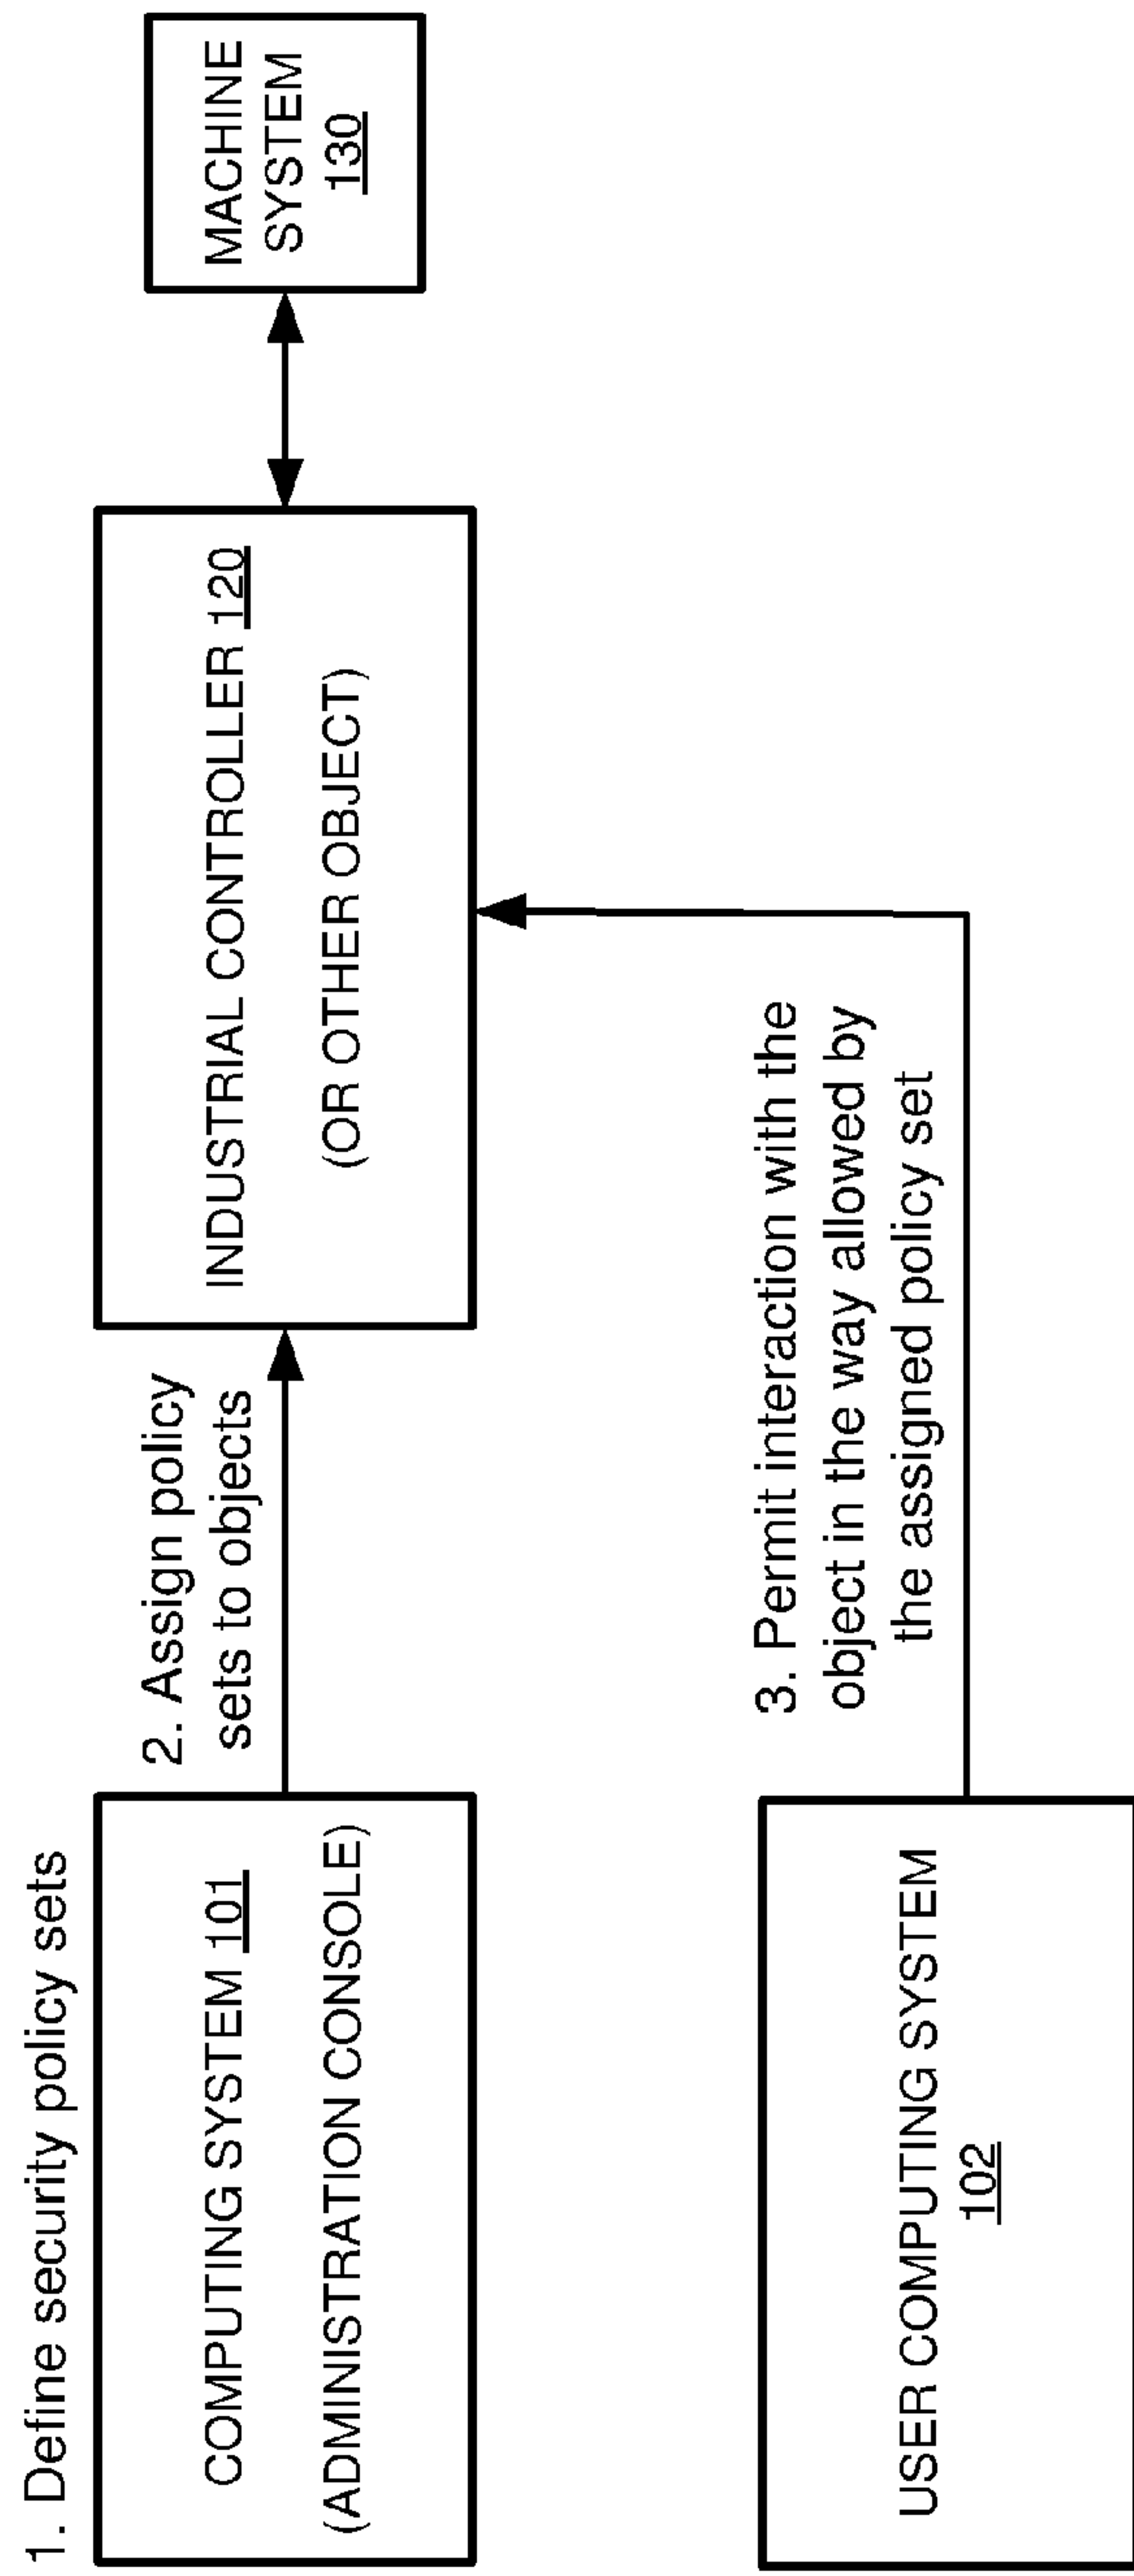 1. Define security policy sets
COMPUTING SYSTEM 101
(ADMINISTRATION CONSOLE)
2. Assign policy
sets to objects
INDUSTRIAL CONTROLLER 120
(OR OTHER OBJECT)
MACHINE
SYSTEM
130
USER COMPUTING SYSTEM
102
3. Permit interaction with the
object in the way allowed by
the assigned policy set